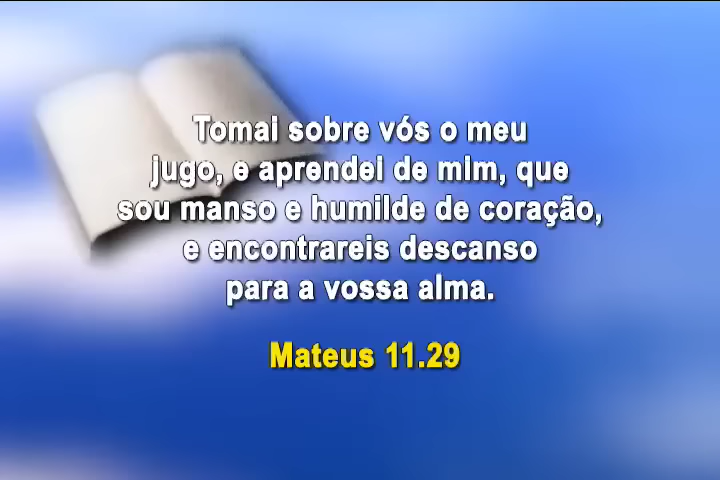 Tomai sobre vós o meu
jugo, e aprendei de mim, que
sou manso e humilde de coração,
e encontrareis descanso
para a vossa alma.
Mateus 11.29